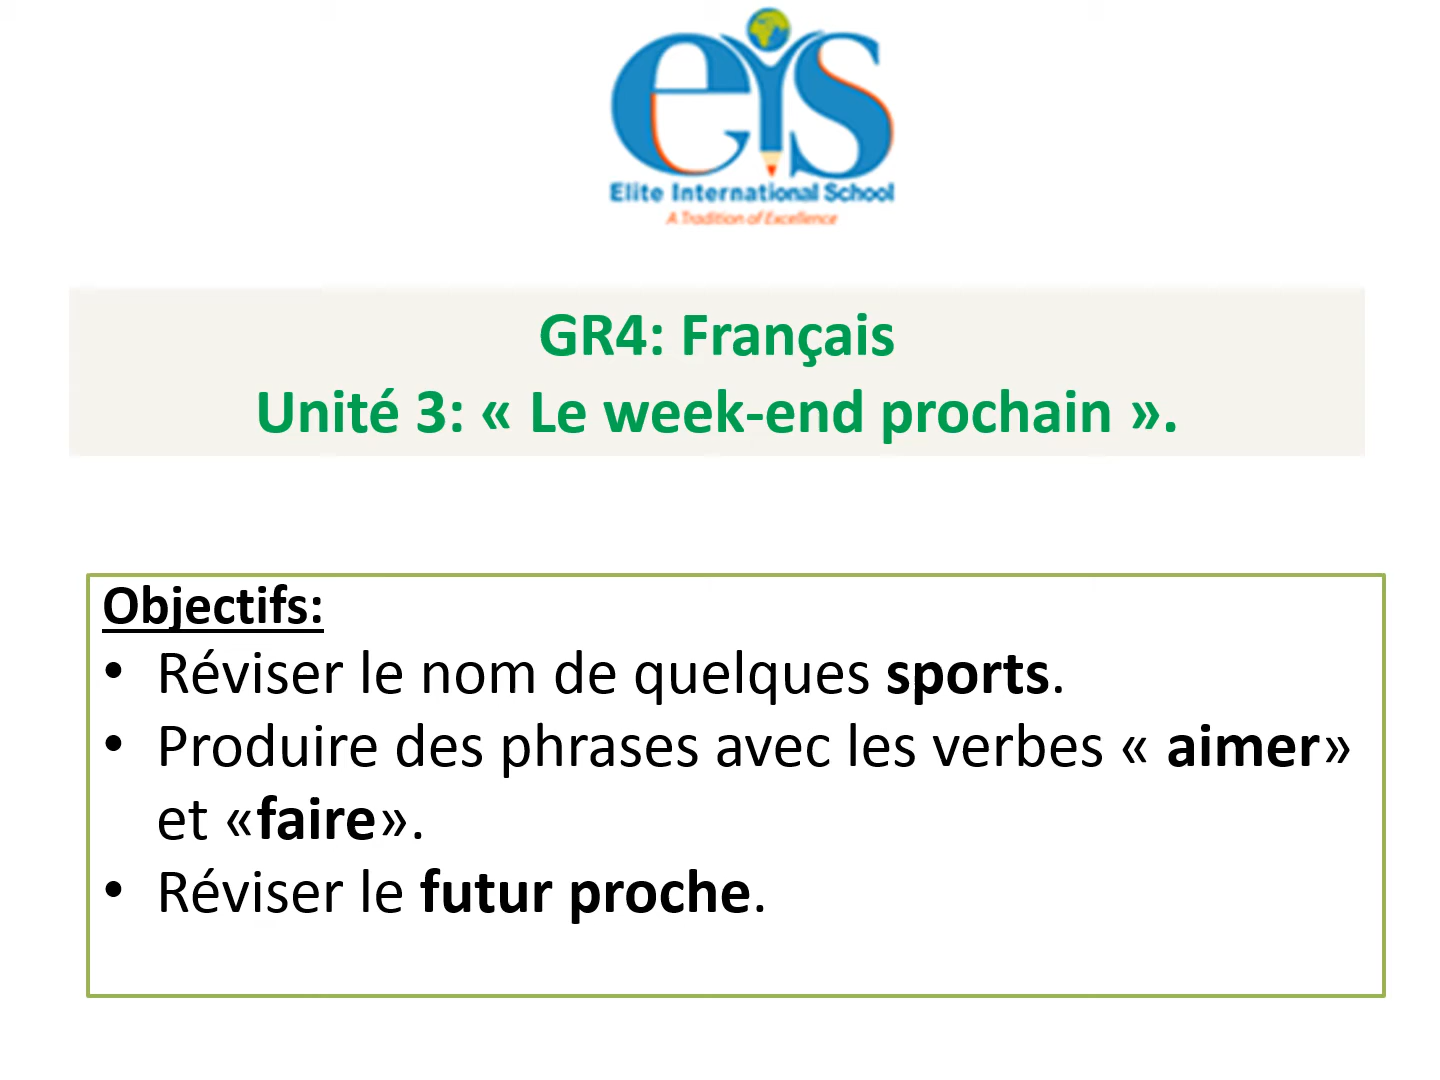 eis
Elite International School
A Tradition of Excellence
GR4: Français
Unité 3: « Le week-end prochain ».
Objectifs:
• Réviser le nom de quelques sports.
• Produire des phrases avec les verbes « aimer»
et «faire».
• Réviser le futur proche.